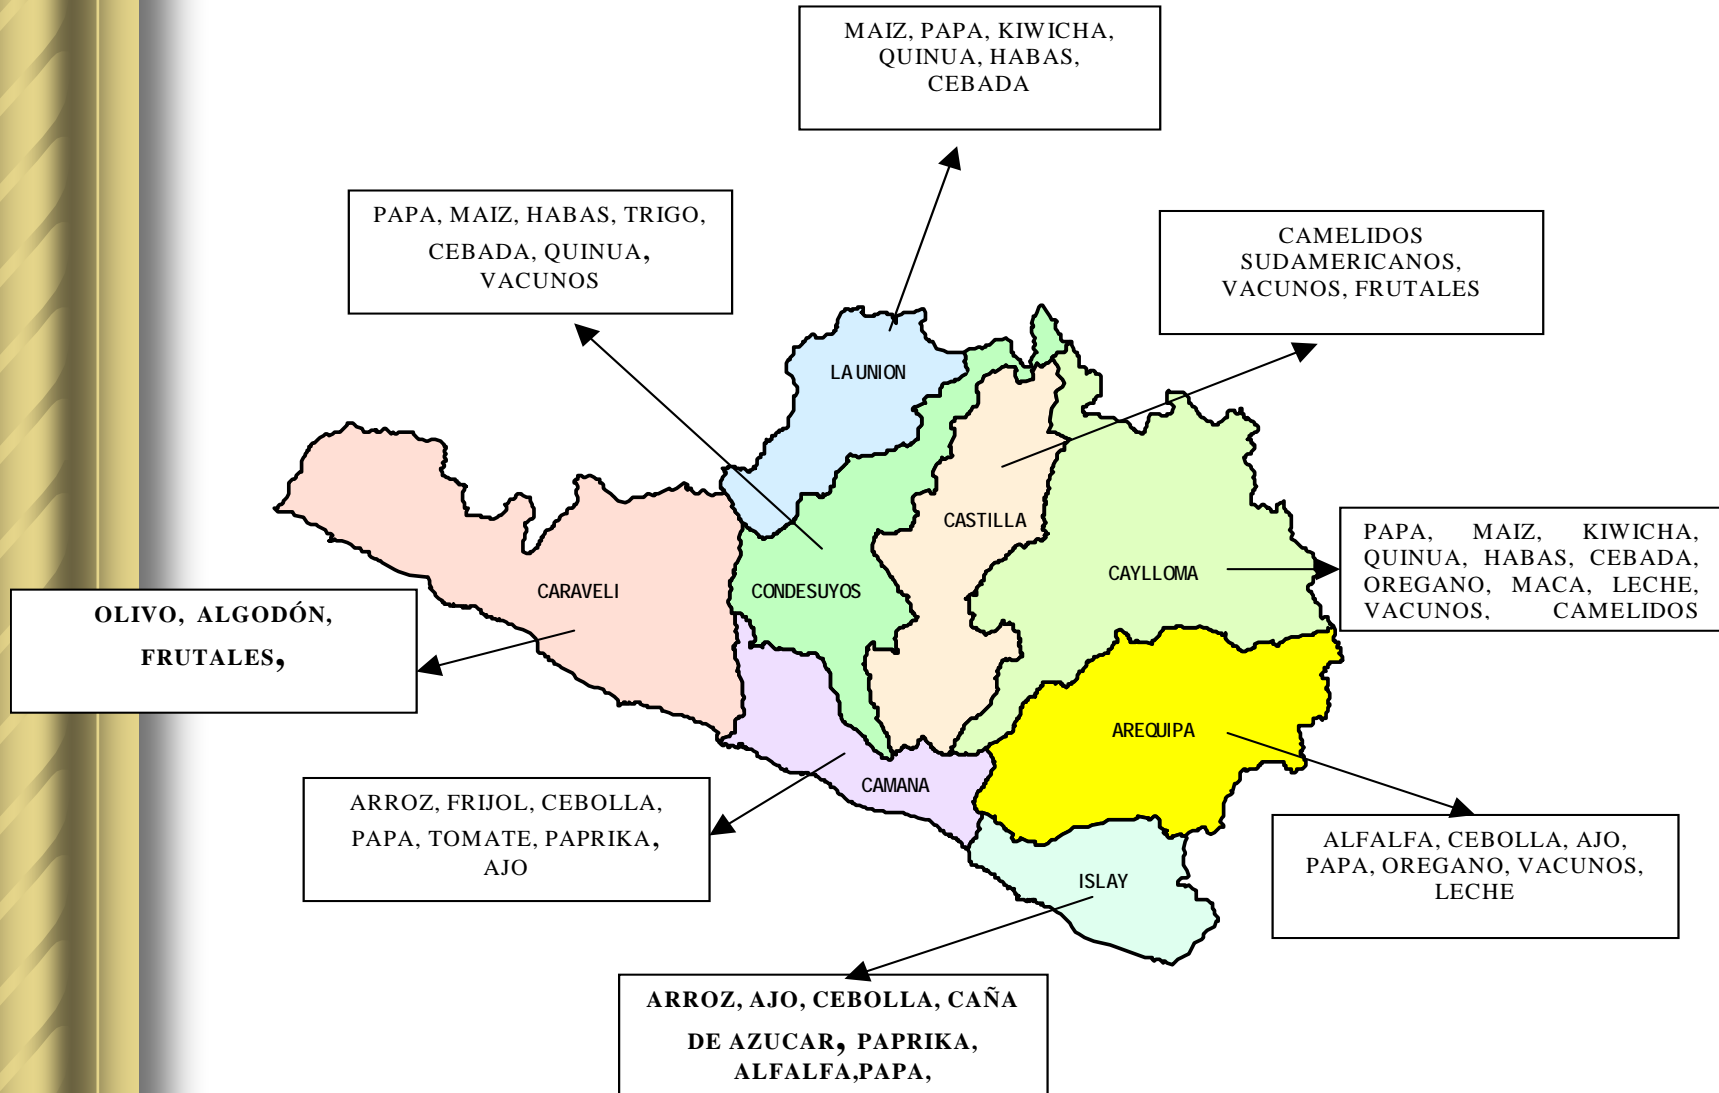 MAIZ, PAPA, KIWICHA,
QUINUA, HABAS,
CEBADA
PAPA, MAIZ, HABAS, TRIGO,
CEBADA, QUINUA,
VACUNOS
CAMELIDOS
SUDAMERICANOS,
VACUNOS, FRUTALES
LA UNION
CASTILLA
CAYLLOMA
CARAVELI
CONDESUYOS
PAPA, MAIZ, KIWICHA,
QUINUA, HABAS, CEBADA,
OREGANO, MACA, LECHE,
VACUNOS, CAMELIDOS
OLIVO, ALGODÓN,
FRUTALES,
AREQUIPA
CAMANA
ISLAY
ARROZ, FRIJOL, CEBOLLA,
PAPA, TOMATE, PAPRIKA,
AJO
ALFALFA, CEBOLLA, AJO,
PAPA, OREGANO, VACUNOS,
LECHE
ARROZ, AJO, CEBOLLA, CAÑA
DE AZUCAR, PAPRIKA,
ALFALFA,PAPA,